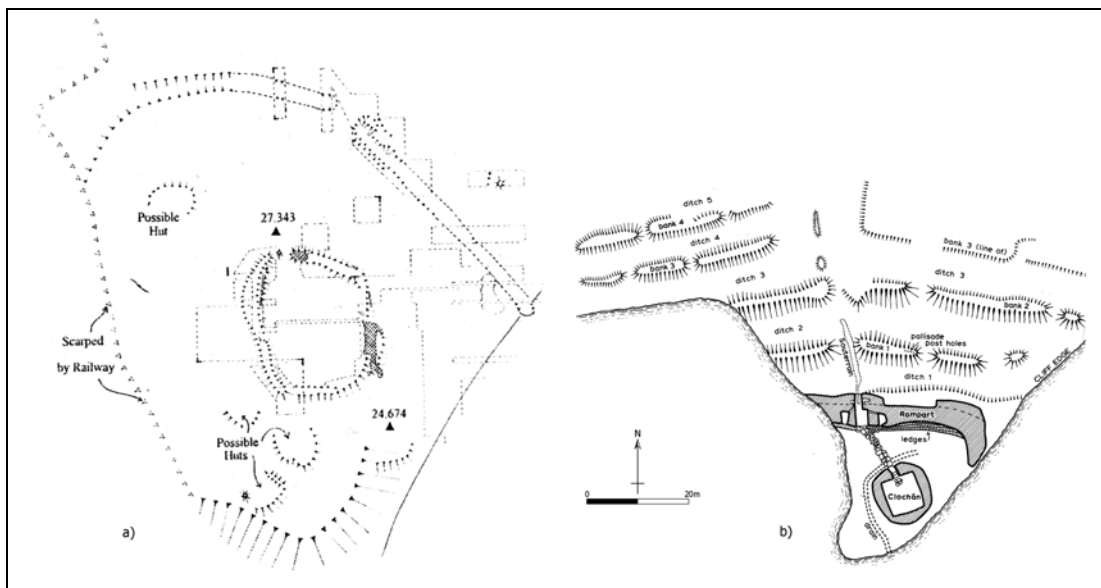 Possible
Hut
27.343
Scarped
by Railway
24.674
Possible
Huts
a)
ditch 5
bank 4
ditch 4
bank 3
ditch 3
bank 3 (line of)
ditch 3
bank 2
ditch 2
bank 1
palisade
post holes
ditch 1
CLIFF EDGE
souterrain
Rampart
ledges
Clochán
drain
N
0
20m
b)